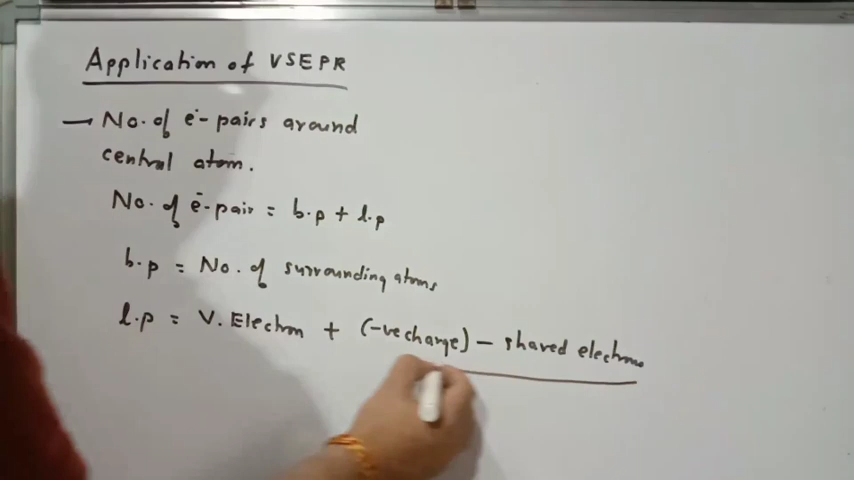 Application of VSEPR
→ No. of e⁻-pairs around
central atom.
No. of e⁻-pair = b.p + l.p
b.p = No. of surrounding atoms
l.p = V. Electron + (-ve charge) - shared electrons